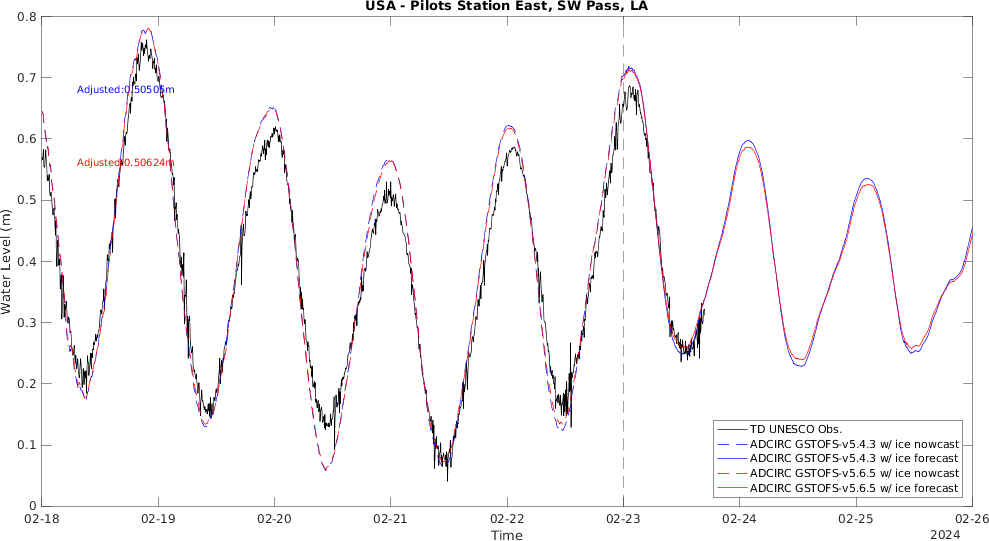 USA - Pilots Station East, SW Pass, LA
0.8
0.7
0.6
0.5
0.4
0.3
0.2
0.1
0
Water Level (m)
Adjusted:0.50505m
Adjusted:0.50624m
TD UNESCO Obs.
ADCIRC GSTOFS-v5.4.3 w/ ice nowcast
ADCIRC GSTOFS-v5.4.3 w/ ice forecast
ADCIRC GSTOFS-v5.6.5 w/ ice nowcast
ADCIRC GSTOFS-v5.6.5 w/ ice forecast
02-18 02-19 02-20 02-21 02-22 02-23 02-24 02-25 02-26
Time
2024